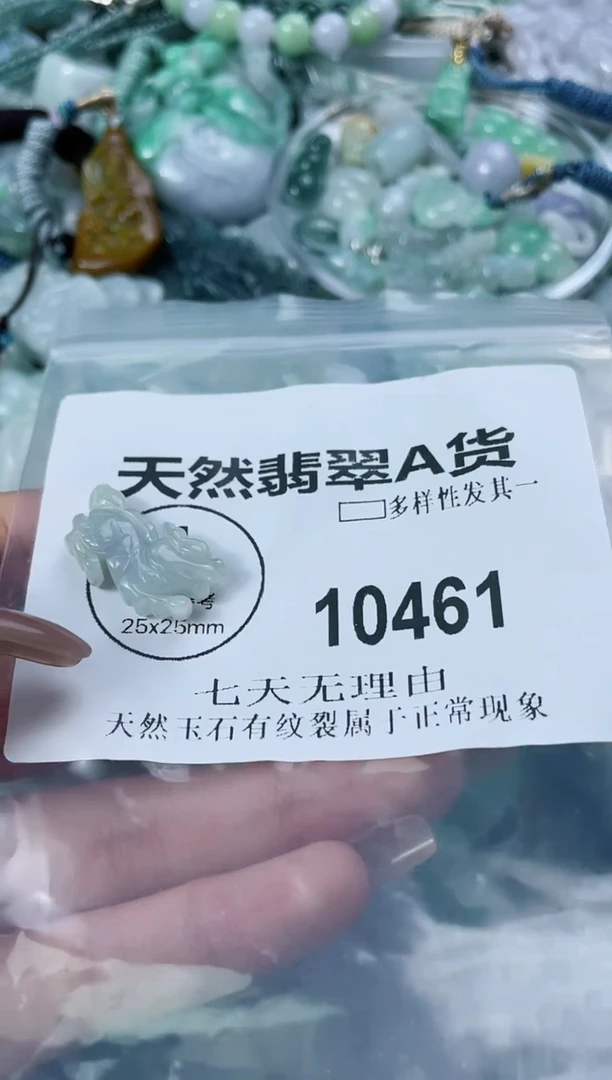 天然翡翠A货
多样性发其一
考
25x25mm
10461
七天无理由
天然玉石有纹裂属于正常现象